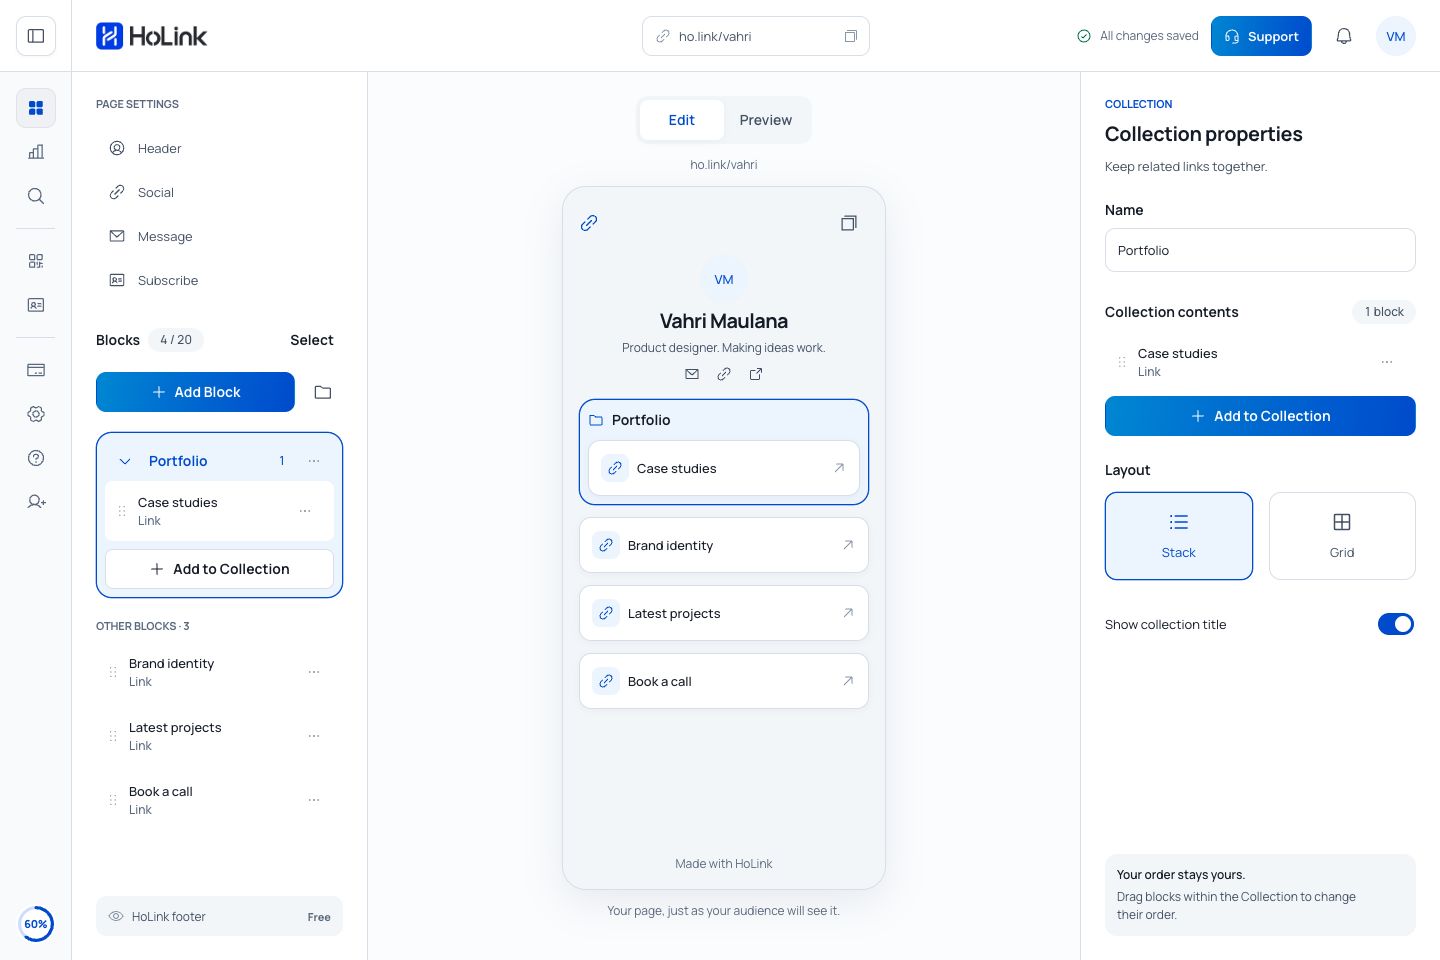 HoLink
ho.link/vahri
All changes saved
Support
VM
PAGE SETTINGS
Header
Social
Message
Subscribe
Blocks
4 / 20
Select
Add Block
Portfolio
1
Case studies
Link
Add to Collection
OTHER BLOCKS · 3
Brand identity
Link
Latest projects
Link
Book a call
Link
HoLink footer
Free
60%
Edit
Preview
ho.link/vahri
VM
Vahri Maulana
Product designer. Making ideas work.
Portfolio
Case studies
Brand identity
Latest projects
Book a call
Made with HoLink
Your page, just as your audience will see it.
COLLECTION
Collection properties
Keep related links together.
Name
Portfolio
Collection contents
1 block
Case studies
Link
Add to Collection
Layout
Stack
Grid
Show collection title
Your order stays yours.
Drag blocks within the Collection to change
their order.